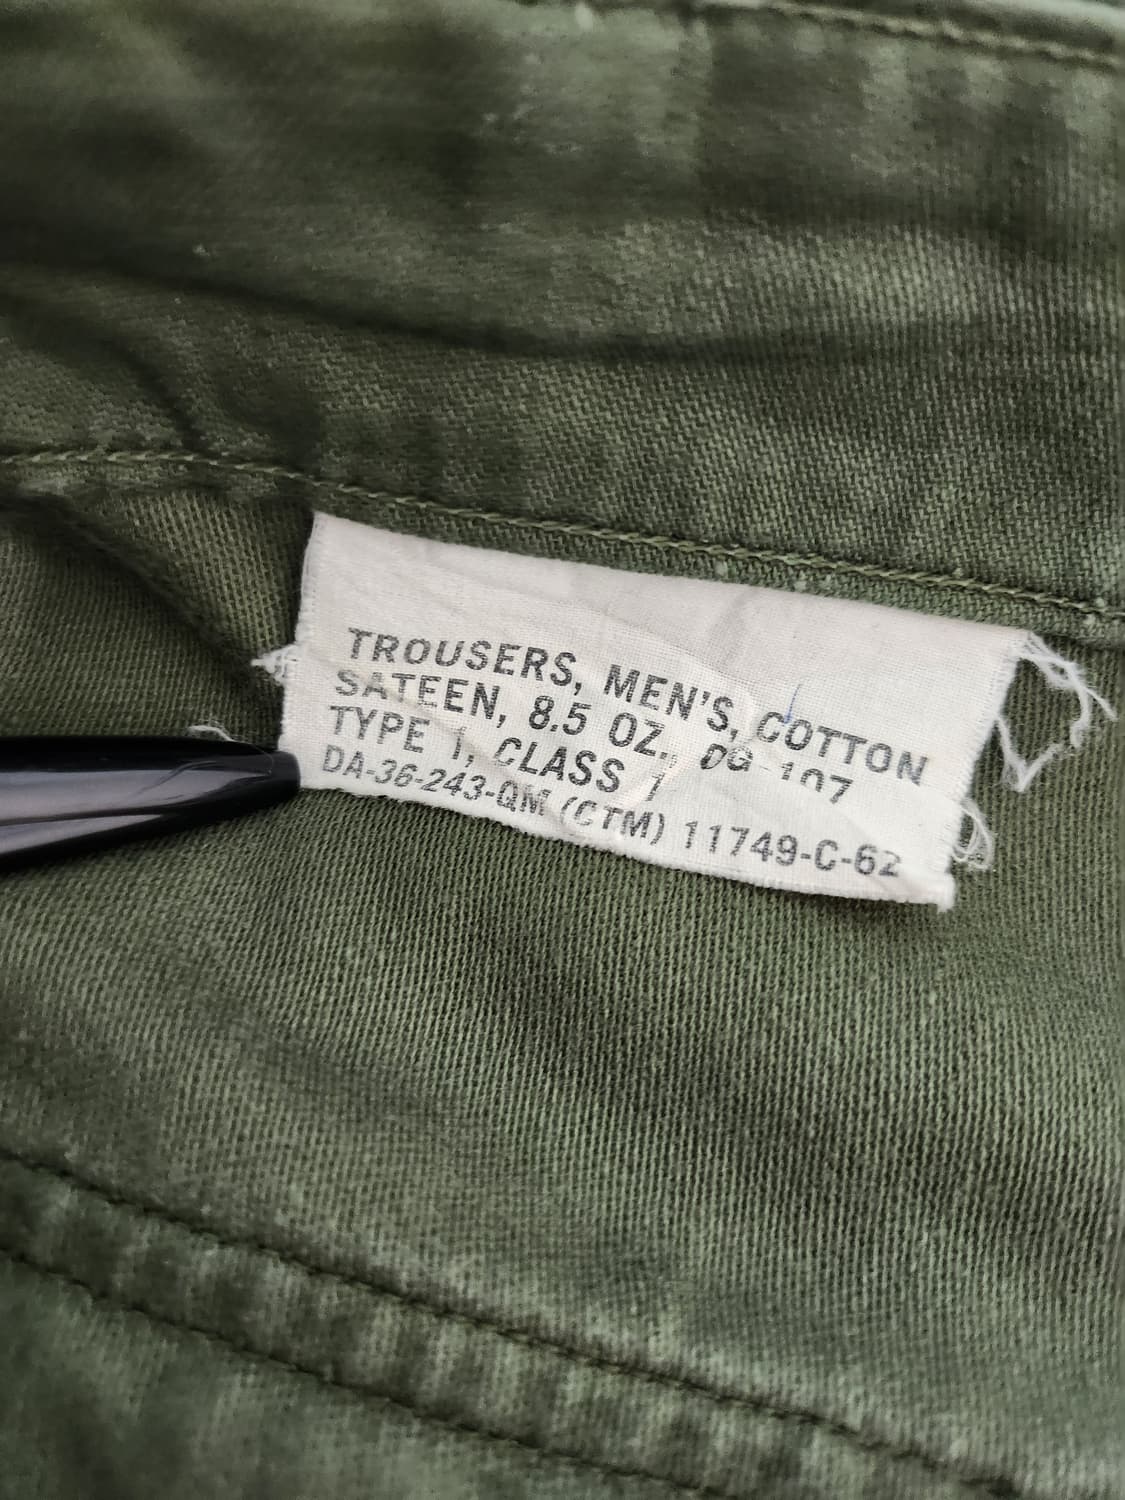 TROUSERS, MEN'S, COTTON
SATEEN, 8.5 OZ., OG-107
TYPE 1, CLASS 1
DA-36-243-QM (CTM) 11749-C-62